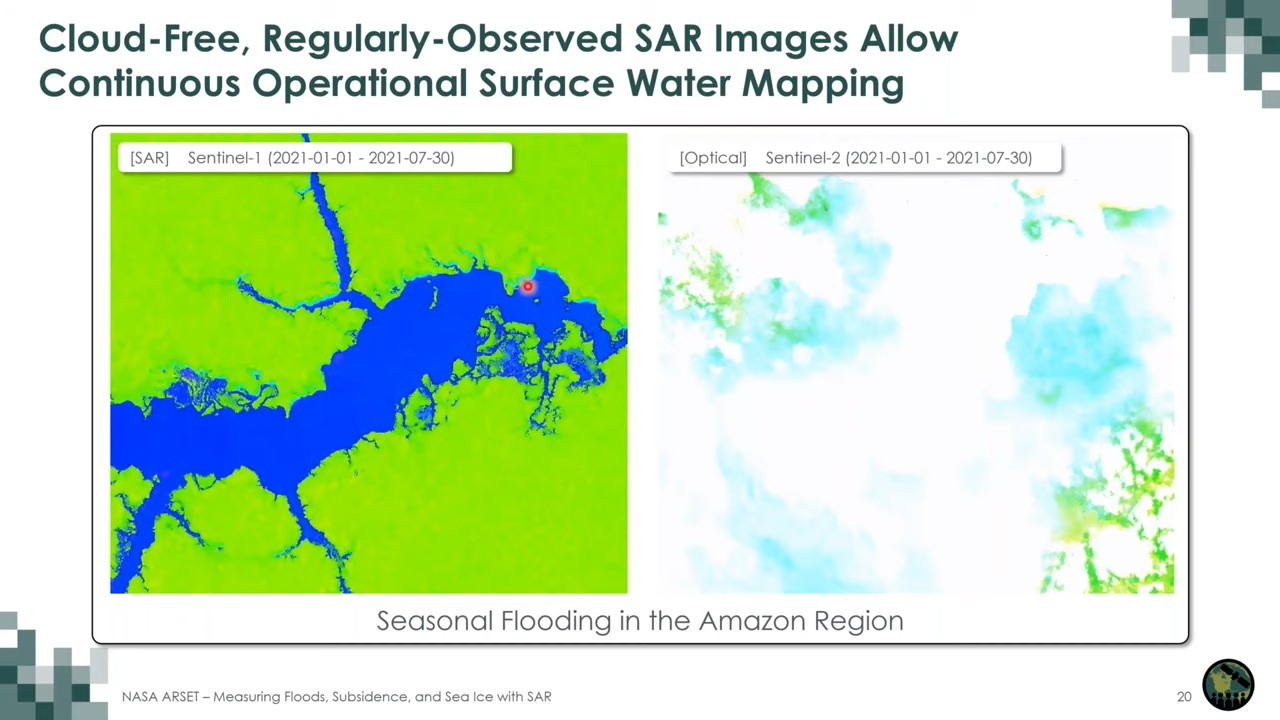 Cloud-Free, Regularly-Observed SAR Images Allow
Continuous Operational Surface Water Mapping
[SAR] Sentinel-1 (2021-01-01 - 2021-07-30)
[Optical] Sentinel-2 (2021-01-01 - 2021-07-30)
Seasonal Flooding in the Amazon Region
NASA ARSET – Measuring Floods, Subsidence, and Sea Ice with SAR
20